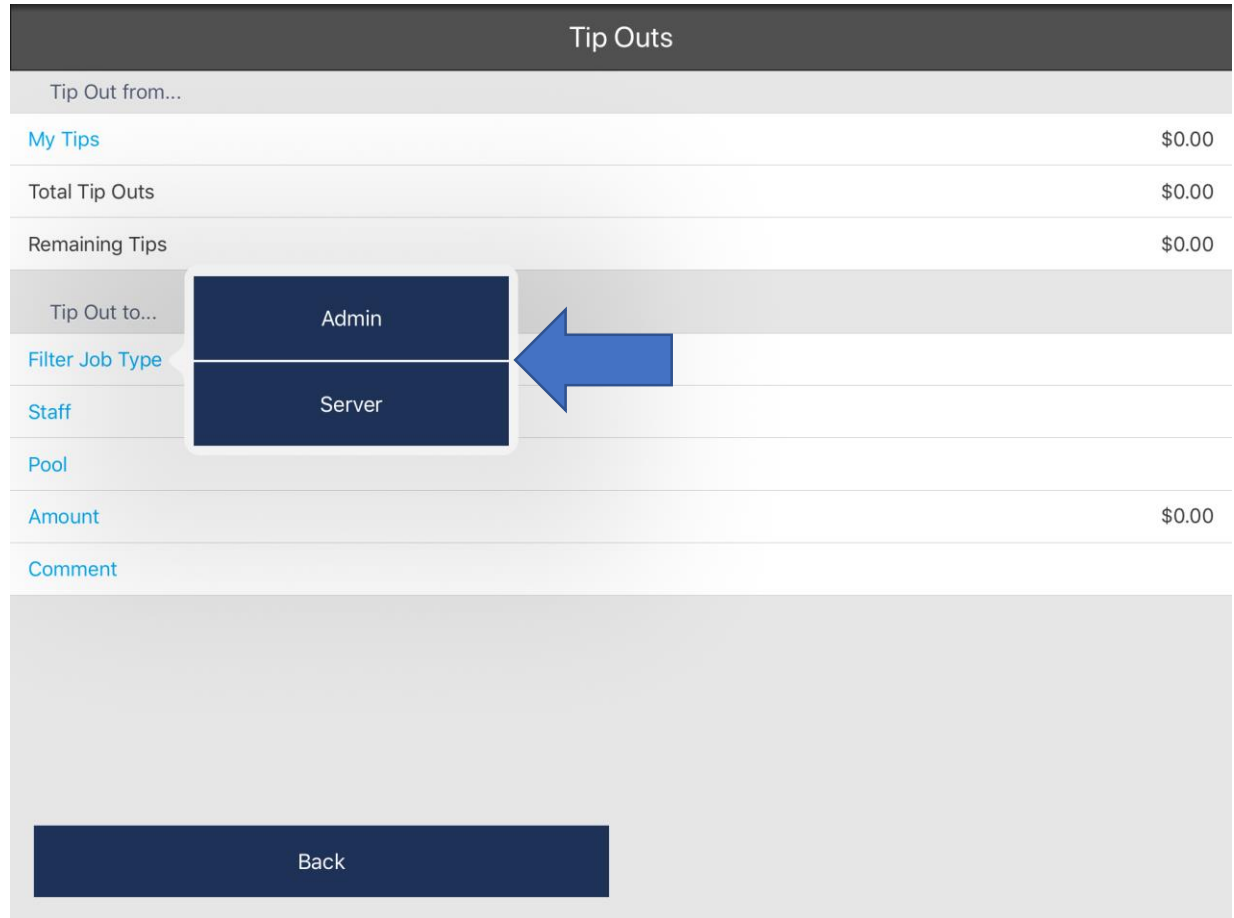 Tip Outs
Tip Out from...
My Tips $0.00
Total Tip Outs $0.00
Remaining Tips $0.00
Tip Out to...
Admin
Filter Job Type
Server
Staff
Pool
Amount $0.00
Comment
Back